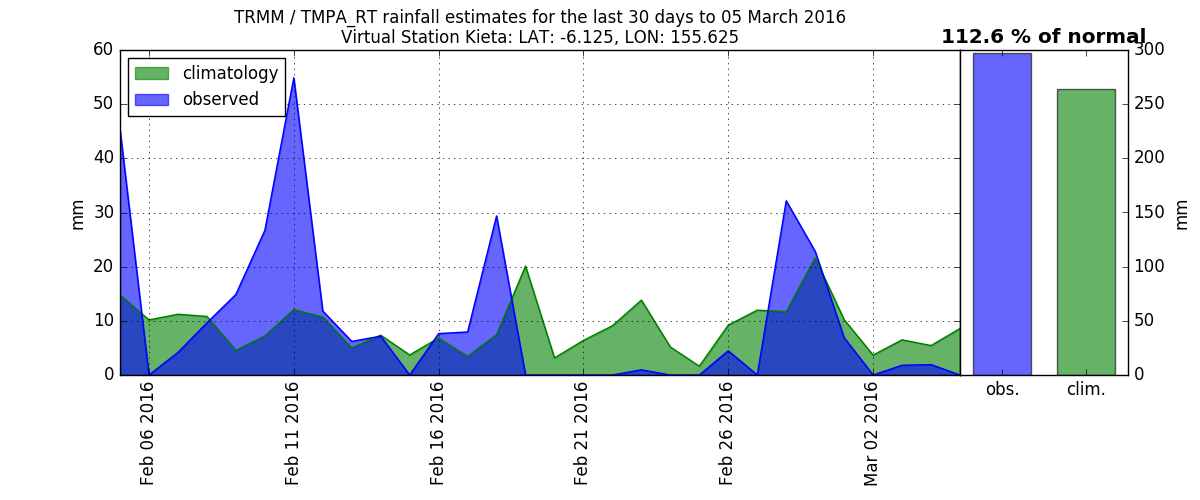 TRMM / TMPA_RT rainfall estimates for the last 30 days to 05 March 2016
Virtual Station Kieta: LAT: -6.125, LON: 155.625
112.6 % of normal
climatology
observed
60
50
40
30
20
10
0
mm
300
250
200
150
100
50
0
mm
Feb 06 2016
Feb 11 2016
Feb 16 2016
Feb 21 2016
Feb 26 2016
Mar 02 2016
obs.
clim.